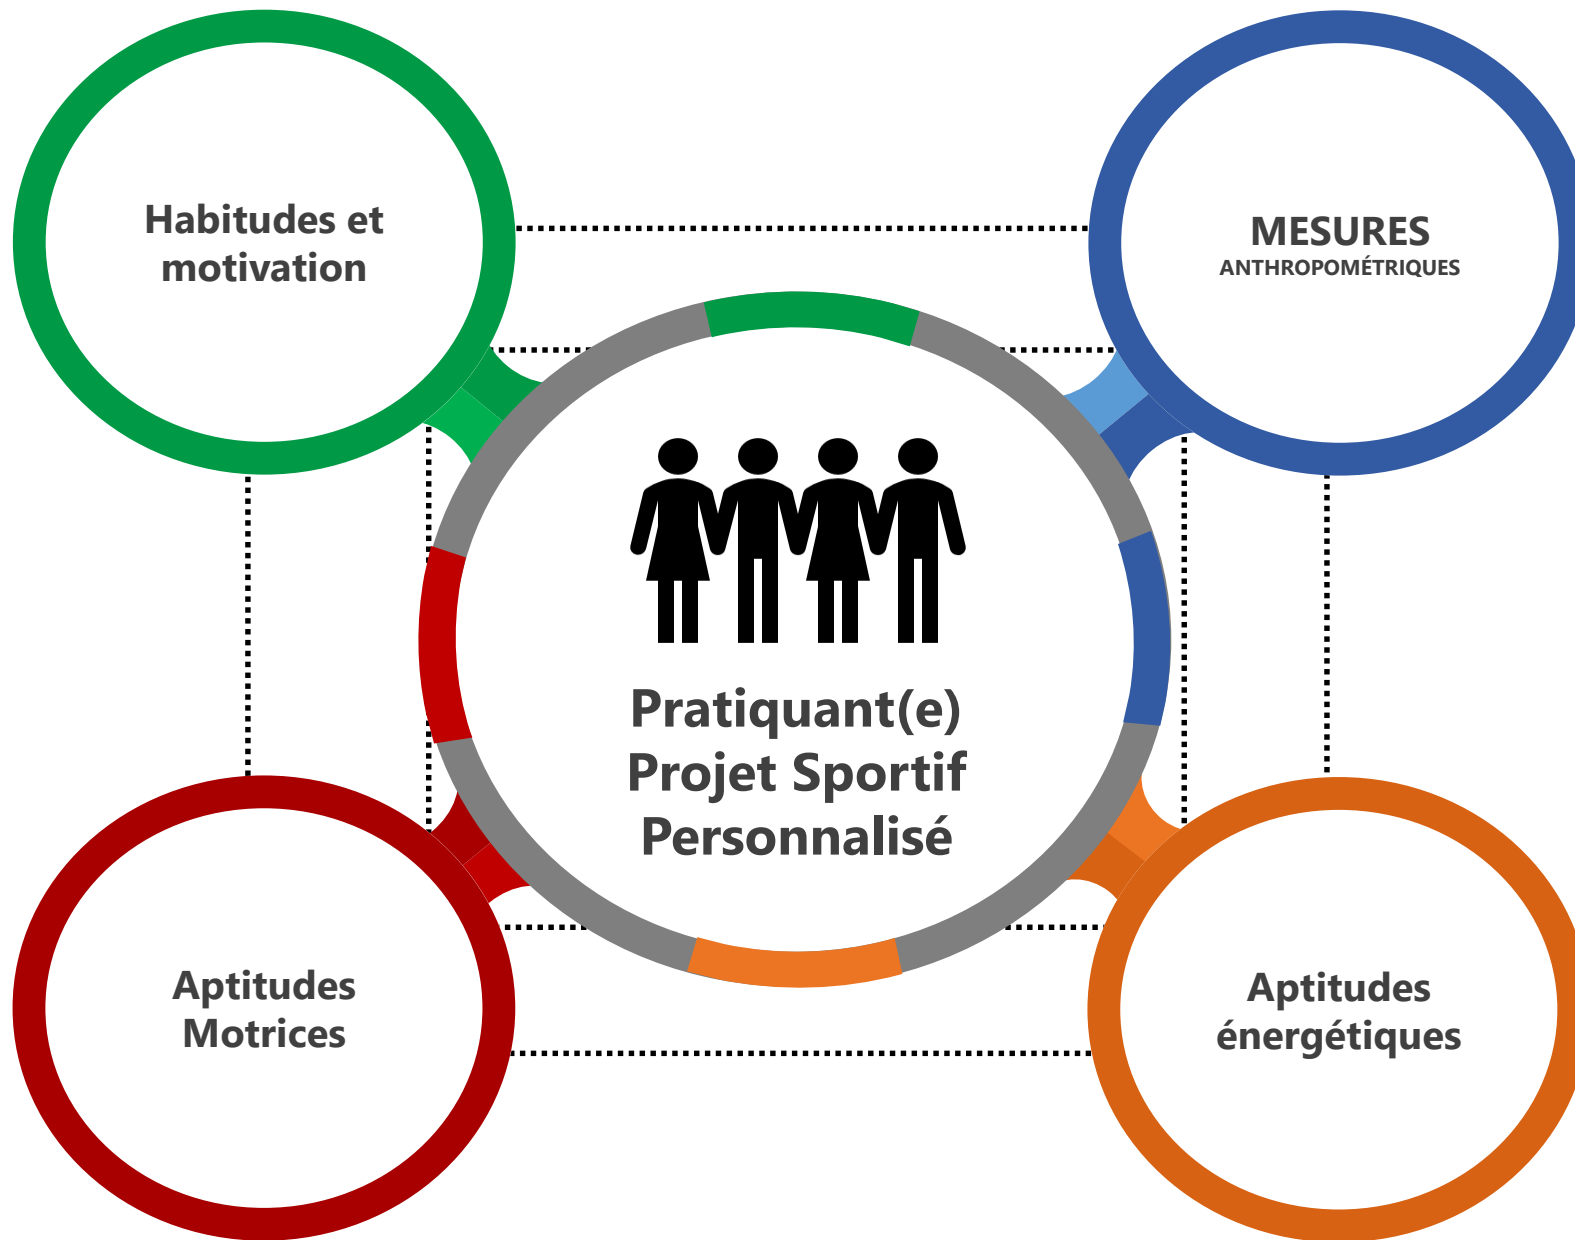 Habitudes et
motivation
MESURES
ANTHROPOMÉTRIQUES
Pratiquant(e)
Projet Sportif
Personnalisé
Aptitudes
Motrices
Aptitudes
énergétiques